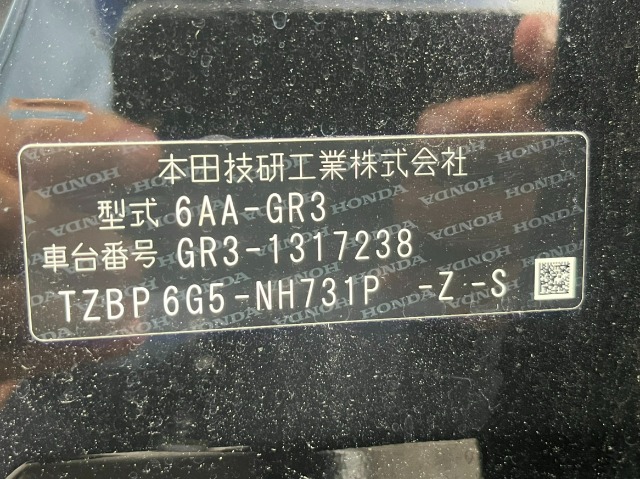 本田技研工業株式会社
型式 6AA-GR3
車台番号 GR3-1317238
TZBP 6G5-NH731P -Z -S